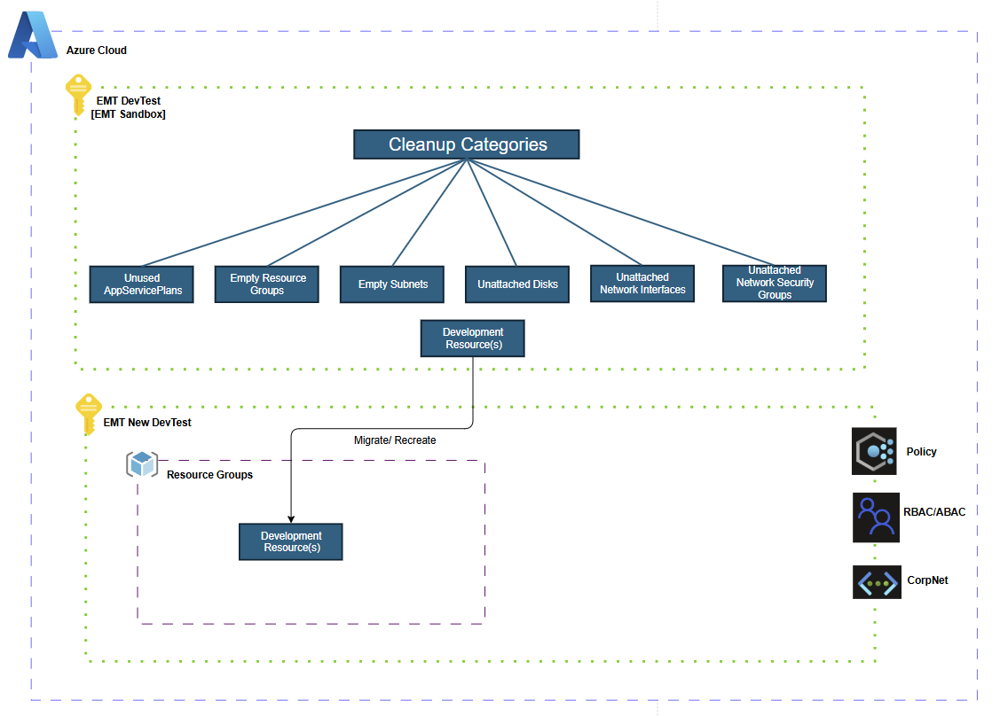 Azure Cloud
EMT DevTest
[EMT Sandbox]
Cleanup Categories
Unused
AppServicePlans
Empty Resource
Groups
Empty Subnets
Unattached Disks
Unattached
Network Interfaces
Unattached
Network Security
Groups
Development
Resource(s)
EMT New DevTest
Migrate/ Recreate
Resource Groups
Development
Resource(s)
Policy
RBAC/ABAC
CorpNet